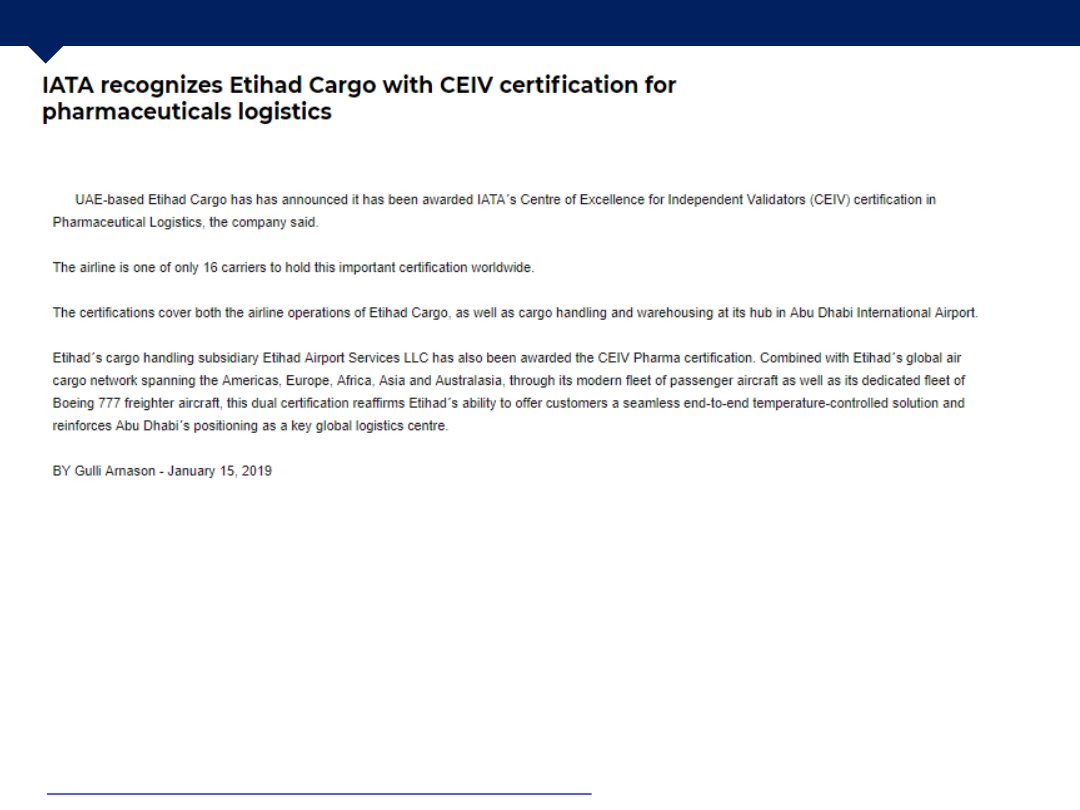 IATA recognizes Etihad Cargo with CEIV certification for
pharmaceuticals logistics
UAE-based Etihad Cargo has has announced it has been awarded IATA´s Centre of Excellence for Independent Validators (CEIV) certification in
Pharmaceutical Logistics, the company said.
The airline is one of only 16 carriers to hold this important certification worldwide.
The certifications cover both the airline operations of Etihad Cargo, as well as cargo handling and warehousing at its hub in Abu Dhabi International Airport.
Etihad´s cargo handling subsidiary Etihad Airport Services LLC has also been awarded the CEIV Pharma certification. Combined with Etihad´s global air
cargo network spanning the Americas, Europe, Africa, Asia and Australasia, through its modern fleet of passenger aircraft as well as its dedicated fleet of
Boeing 777 freighter aircraft, this dual certification reaffirms Etihad´s ability to offer customers a seamless end-to-end temperature-controlled solution and
reinforces Abu Dhabi´s positioning as a key global logistics centre.
BY Gulli Arnason - January 15, 2019